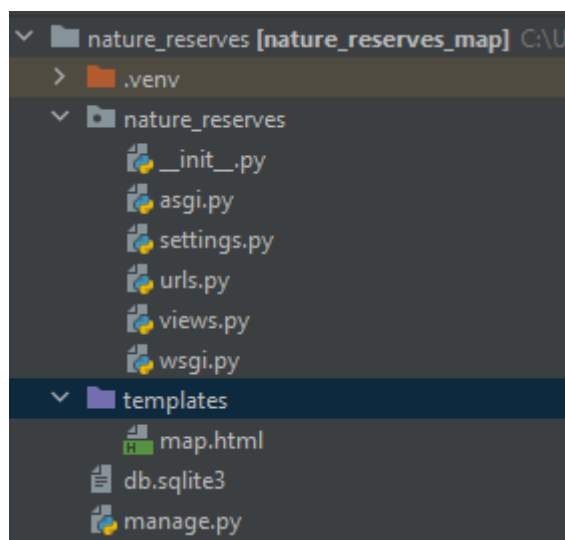 nature_reserves [nature_reserves_map] C:\U
.venv
nature_reserves
__init__.py
asgi.py
settings.py
urls.py
views.py
wsgi.py
templates
H map.html
db.sqlite3
manage.py